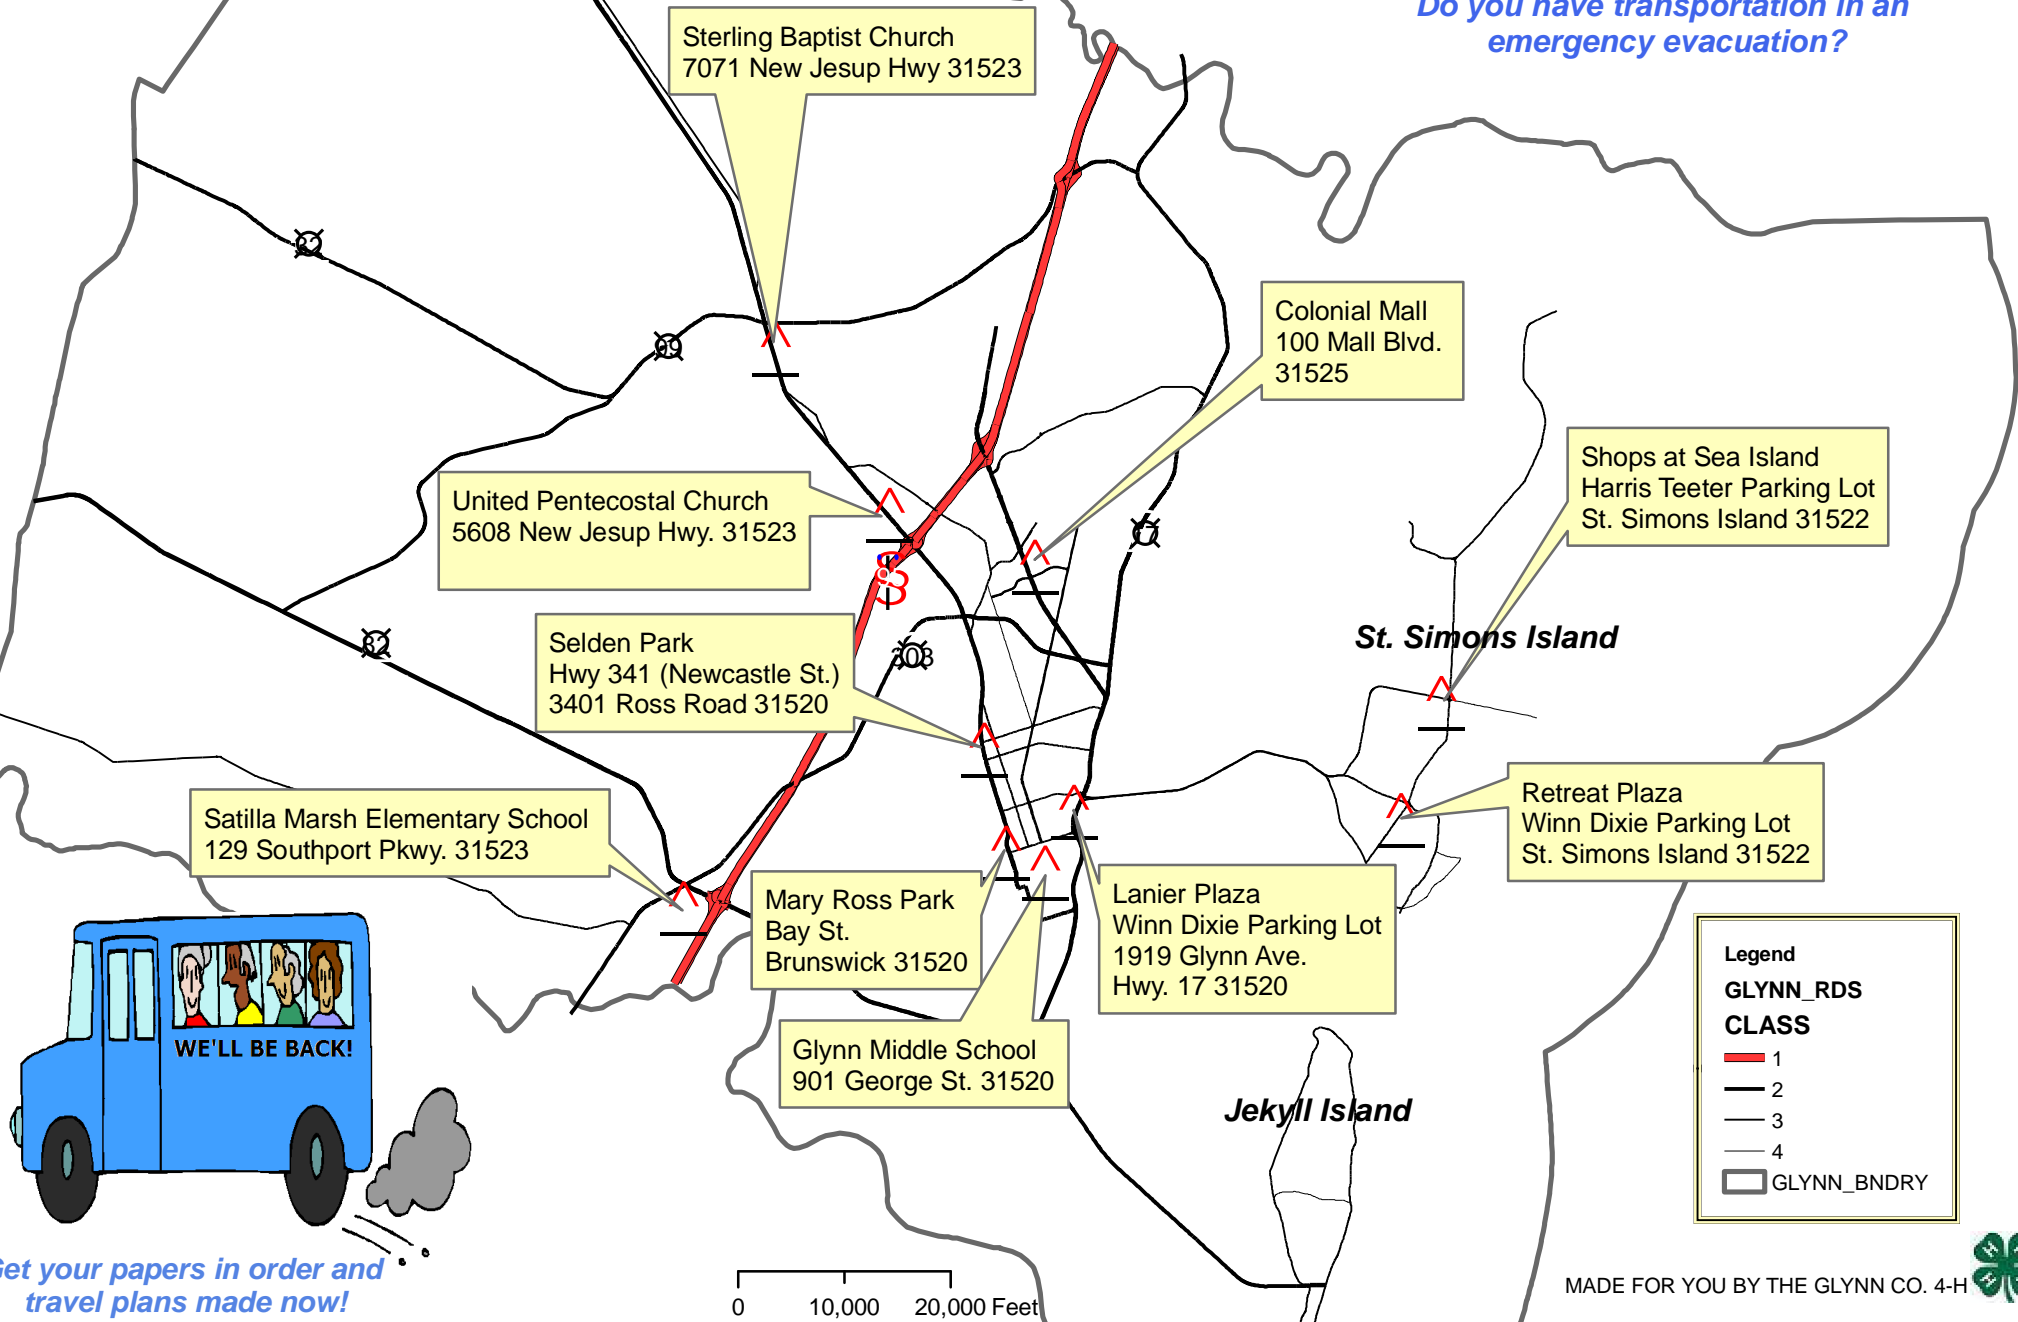 Do you have transportation in an
emergency evacuation?
Sterling Baptist Church
7071 New Jesup Hwy 31523
Colonial Mall
100 Mall Blvd.
31525
Shops at Sea Island
Harris Teeter Parking Lot
St. Simons Island 31522
United Pentecostal Church
5608 New Jesup Hwy. 31523
Selden Park
Hwy 341 (Newcastle St.)
3401 Ross Road 31520
82
99
17
95
303
32
St. Simons Island
Retreat Plaza
Winn Dixie Parking Lot
St. Simons Island 31522
Satilla Marsh Elementary School
129 Southport Pkwy. 31523
Mary Ross Park
Bay St.
Brunswick 31520
Lanier Plaza
Winn Dixie Parking Lot
1919 Glynn Ave.
Hwy. 17 31520
Glynn Middle School
901 George St. 31520
Jekyll Island
WE'LL BE BACK!
Get your papers in order and
travel plans made now!
0 10,000 20,000 Feet
Legend
GLYNN_RDS
CLASS
1
2
3
4
GLYNN_BNDRY
MADE FOR YOU BY THE GLYNN CO. 4-H
H H H